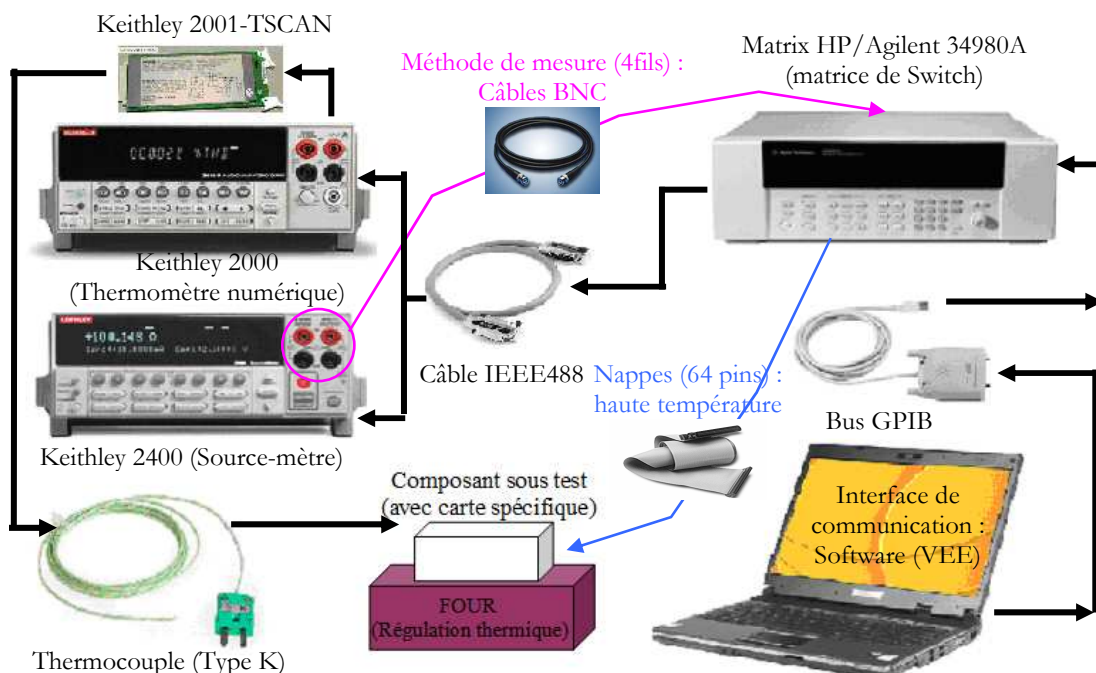 Keithley 2001-TSCAN
Méthode de mesure (4fils) :
Câbles BNC
Matrix HP/Agilent 34980A
(matrice de Switch)
Keithley 2000
(Thermomètre numérique)
+100.148 Ω
Câble IEEE488
Nappes (64 pins) :
haute température
Bus GPIB
Keithley 2400 (Source-mètre)
Composant sous test
(avec carte spécifique)
Interface de
communication :
Software (VEE)
FOUR
(Régulation thermique)
Thermocouple (Type K)